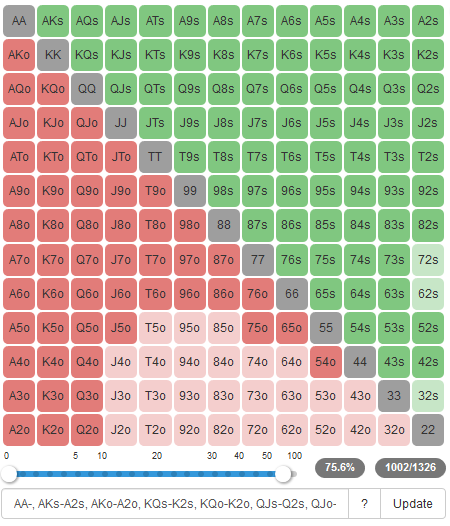 AA AKs AQs AJs ATs A9s A8s A7s A6s A5s A4s A3s A2s
AKo KK KQs KJs KTs K9s K8s K7s K6s K5s K4s K3s K2s
AQo KQo QQ QJs QTs Q9s Q8s Q7s Q6s Q5s Q4s Q3s Q2s
AJo KJo QJo JJ JTs J9s J8s J7s J6s J5s J4s J3s J2s
ATo KTo QTo JTo TT T9s T8s T7s T6s T5s T4s T3s T2s
A9o K9o Q9o J9o T9o 99 98s 97s 96s 95s 94s 93s 92s
A8o K8o Q8o J8o T8o 98o 88 87s 86s 85s 84s 83s 82s
A7o K7o Q7o J7o T7o 97o 87o 77 76s 75s 74s 73s 72s
A6o K6o Q6o J6o T6o 96o 86o 76o 66 65s 64s 63s 62s
A5o K5o Q5o J5o T5o 95o 85o 75o 65o 55 54s 53s 52s
A4o K4o Q4o J4o T4o 94o 84o 74o 64o 54o 44 43s 42s
A3o K3o Q3o J3o T3o 93o 83o 73o 63o 53o 43o 33 32s
A2o K2o Q2o J2o T2o 92o 82o 72o 62o 52o 42o 32o 22
0 5 10 20 30 40 50 100
75.6% 1002/1326
AA-, AKs-A2s, AKo-A2o, KQs-K2s, KQo-K2o, QJs-Q2s, QJo- ? Update